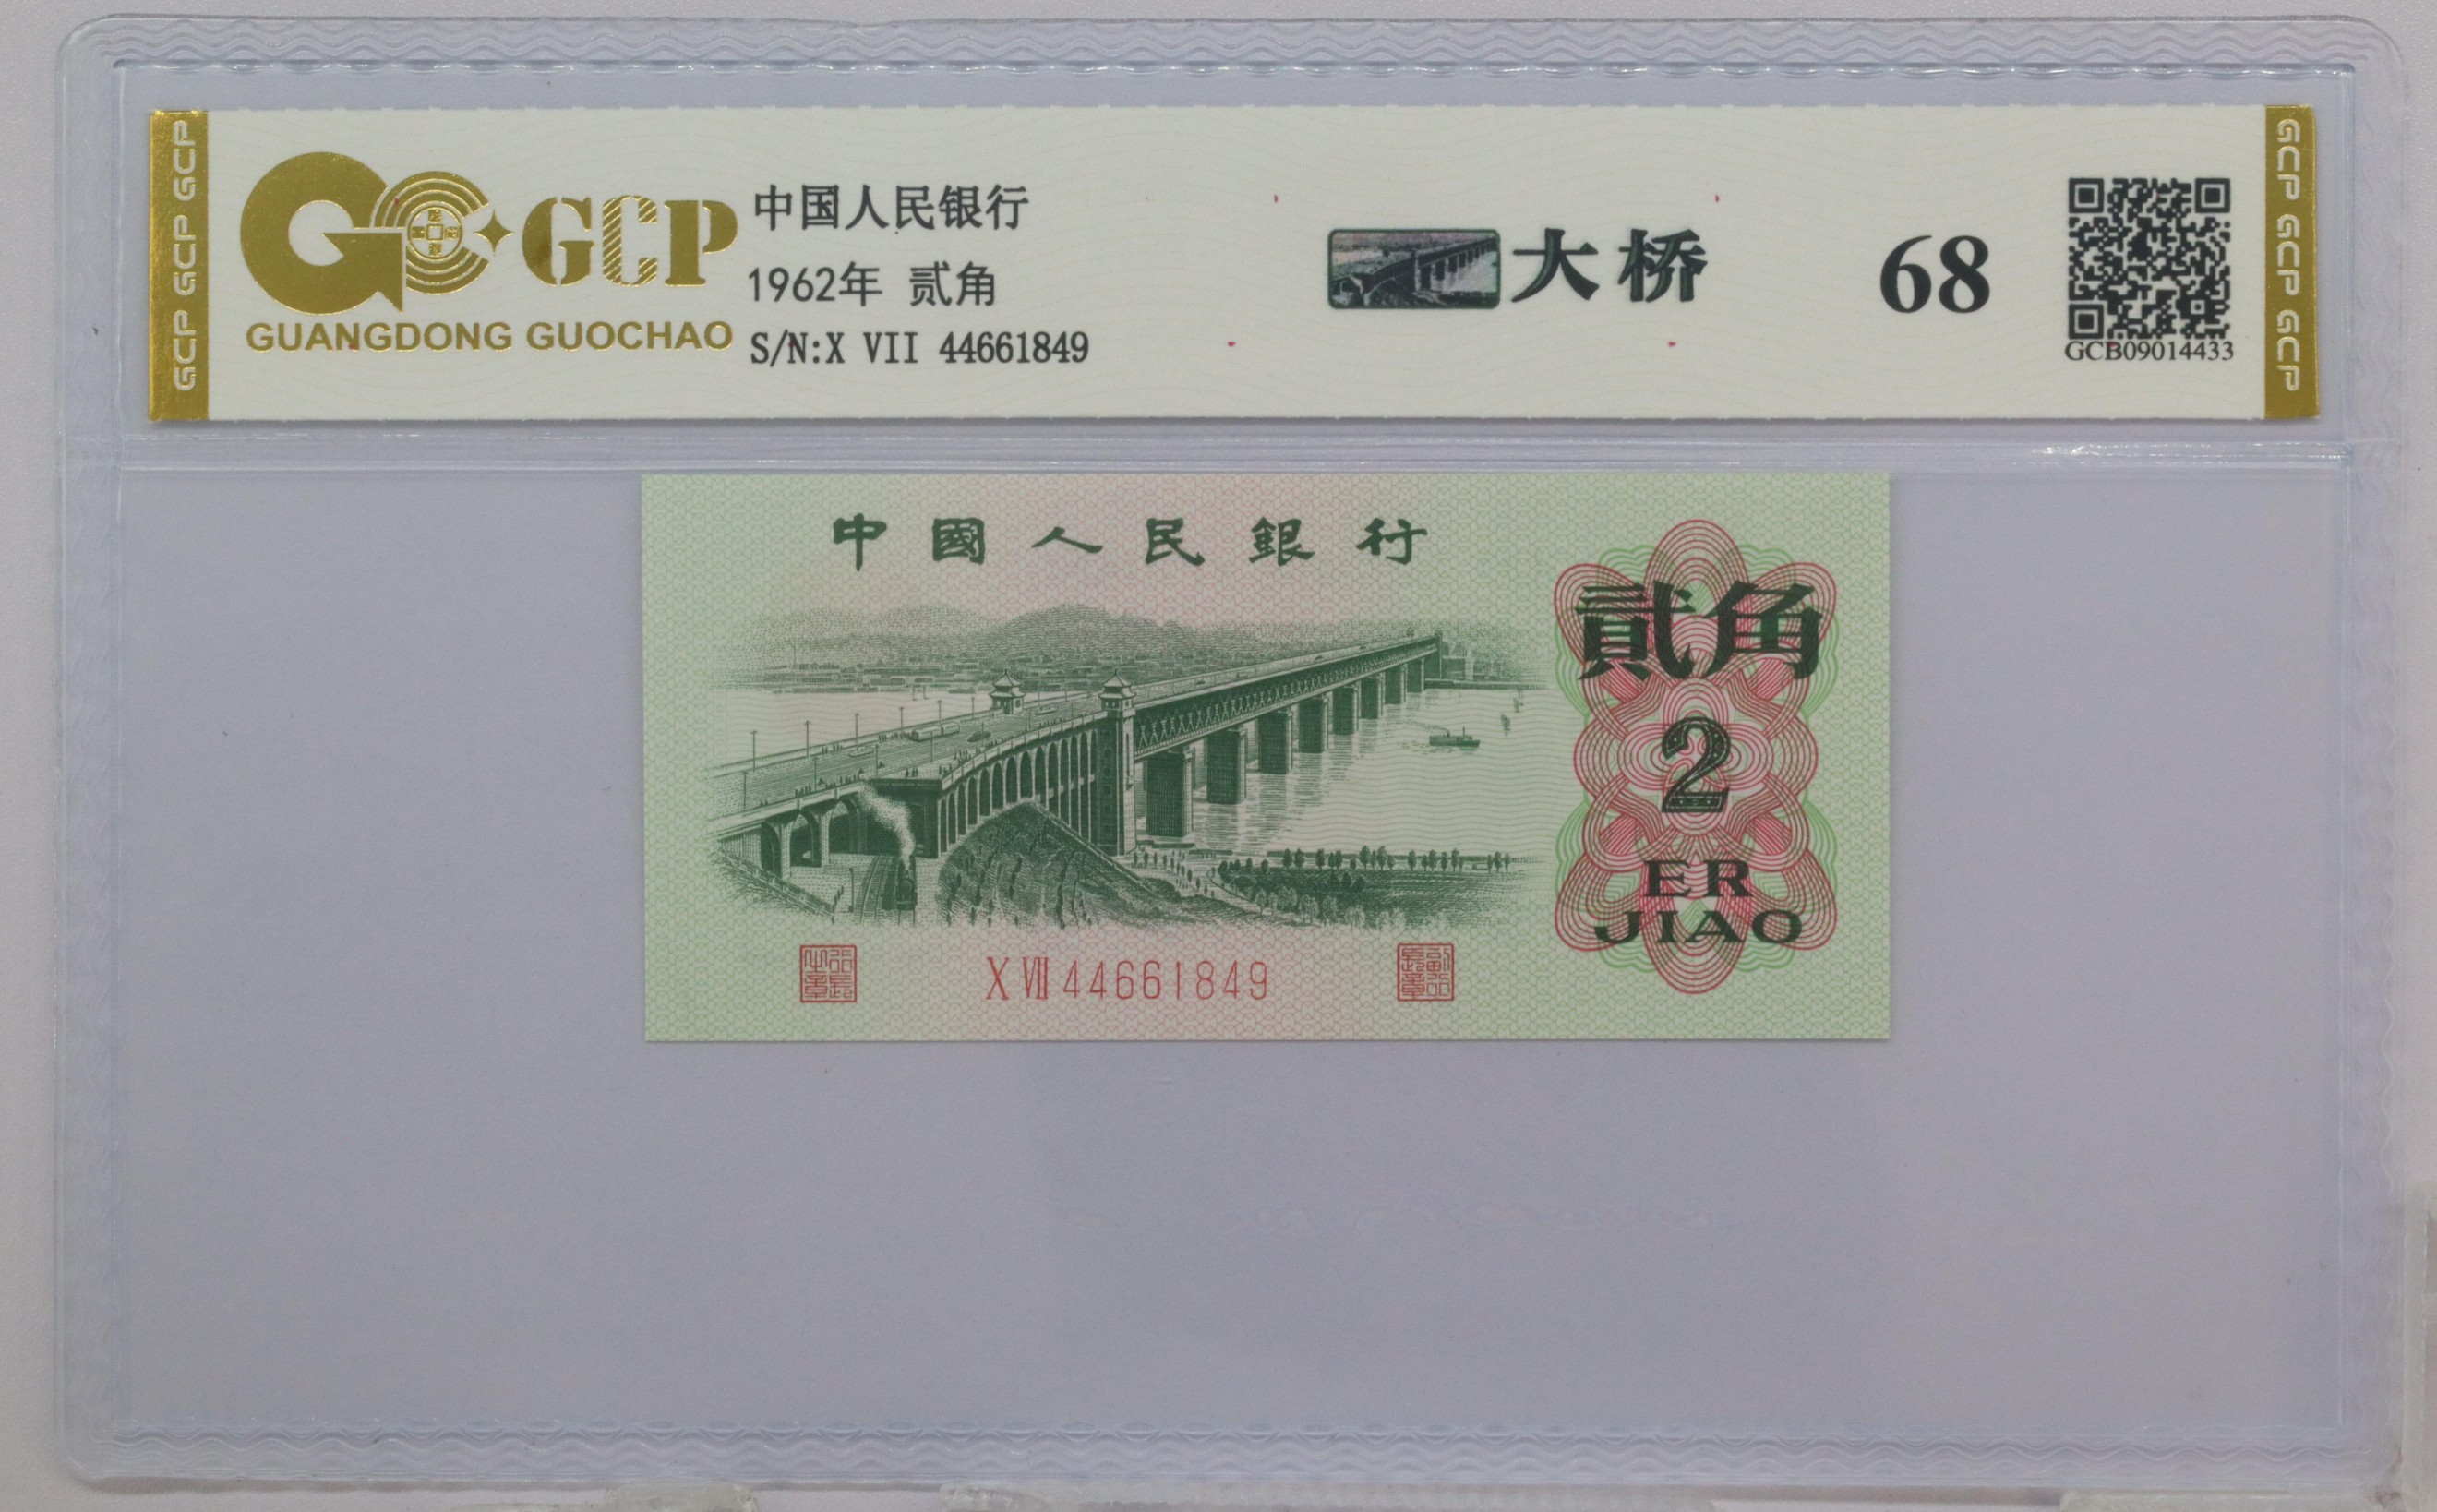 GCP GCP GCP
GCP
GUANGDONG GUOCHAO
中国人民银行
1962年 贰角
S/N:X VII 44661849
大桥
68
GCB09014433
GCP GCP GCP
中國人民銀行
貳角
2
ER
JIAO
X VII 44661849